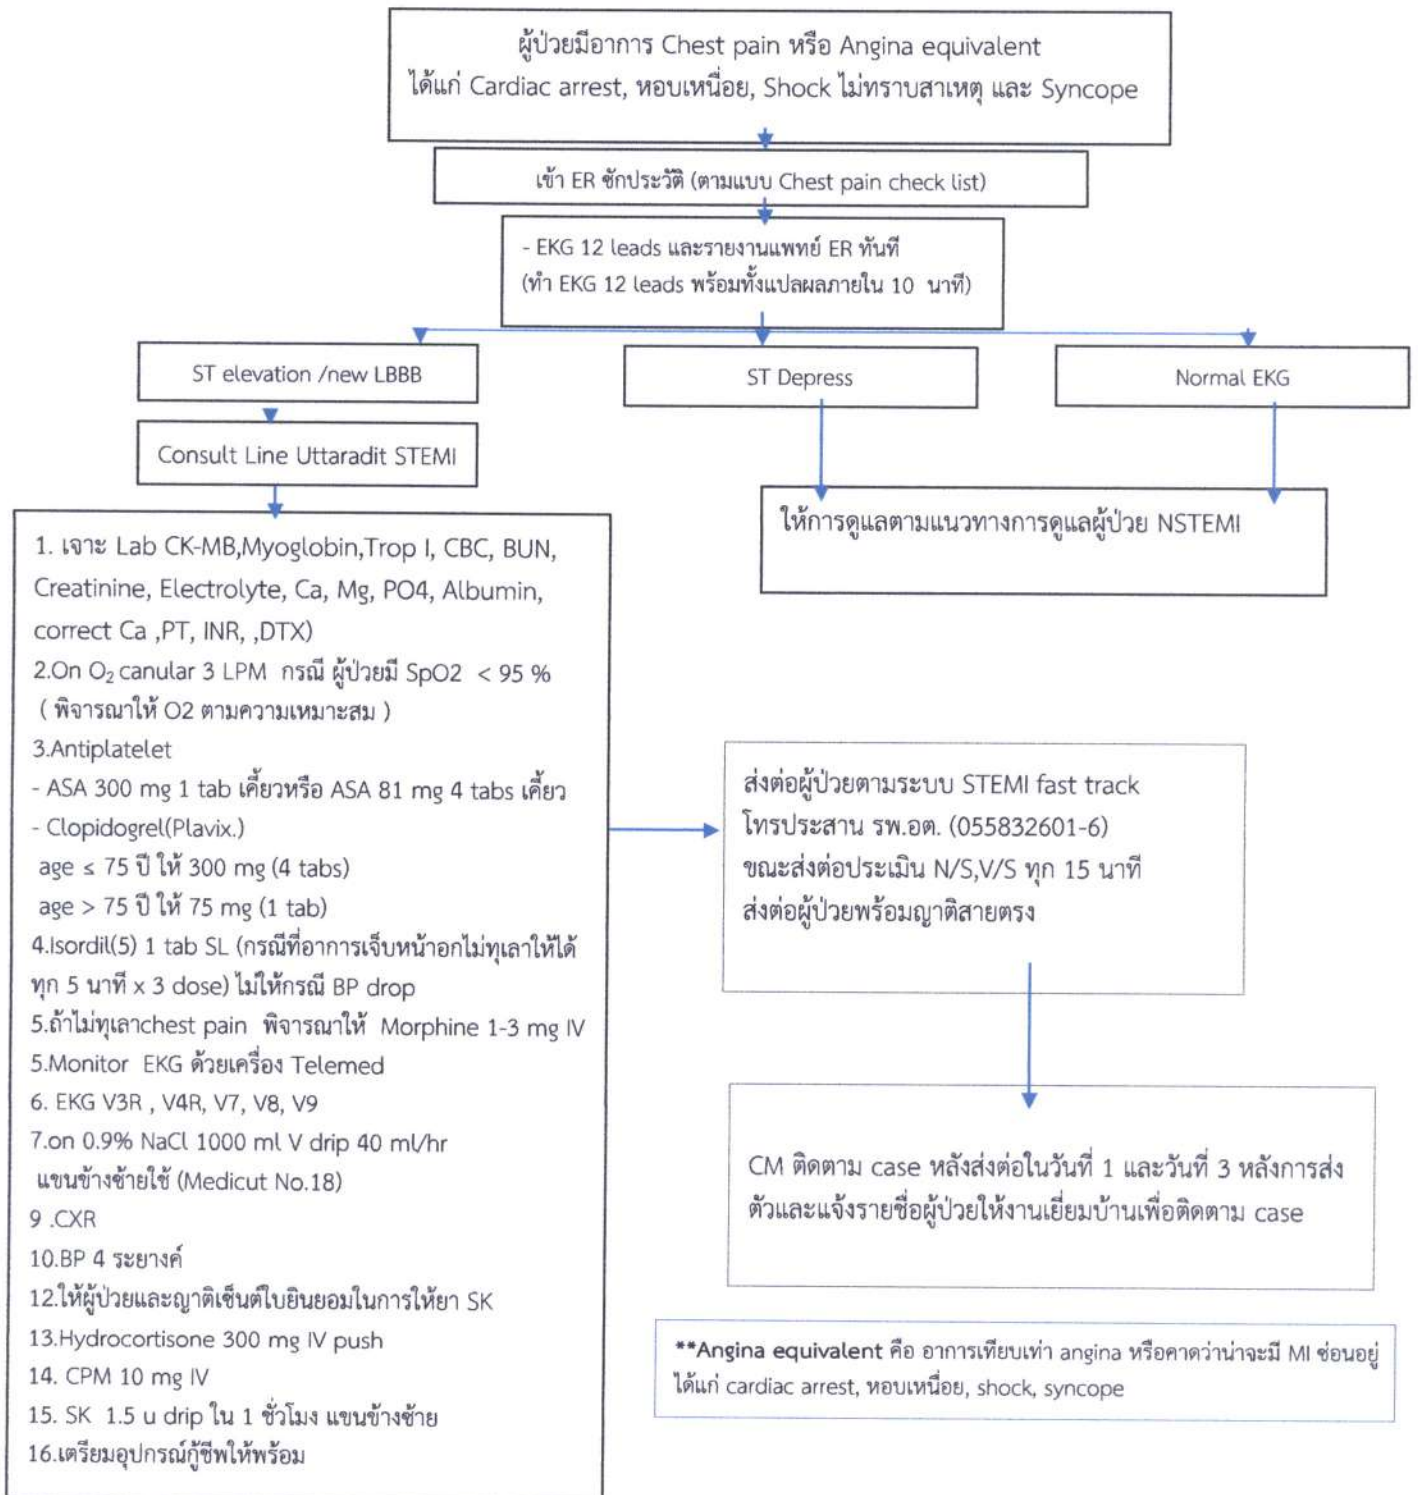 ผู้ป่วยมีอาการ Chest pain หรือ Angina equivalent
ได้แก่ Cardiac arrest, หอบเหนื่อย, Shock ไม่ทราบสาเหตุ และ Syncope
เข้า ER ซักประวัติ (ตามแบบ Chest pain check list)
- EKG 12 leads และรายงานแพทย์ ER ทันที
(ทำ EKG 12 leads พร้อมทั้งแปลผลภายใน 10 นาที)
ST elevation /new LBBB
ST Depress
Normal EKG
Consult Line Uttaradit STEMI
ให้การดูแลตามแนวทางการดูแลผู้ป่วย NSTEMI
1. เจาะ Lab CK-MB,Myoglobin,Trop I, CBC, BUN,
Creatinine, Electrolyte, Ca, Mg, PO4, Albumin,
correct Ca ,PT, INR, ,DTX)
2.On O₂ canular 3 LPM กรณี ผู้ป่วยมี SpO2 < 95 %
( พิจารณาให้ O2 ตามความเหมาะสม )
3.Antiplatelet
- ASA 300 mg 1 tab เคี้ยวหรือ ASA 81 mg 4 tabs เคี้ยว
- Clopidogrel(Plavix.)
age ≤ 75 ปี ให้ 300 mg (4 tabs)
age > 75 ปี ให้ 75 mg (1 tab)
4.Isordil(5) 1 tab SL (กรณีที่อาการเจ็บหน้าอกไม่ทุเลาให้ได้
ทุก 5 นาที x 3 dose) ไม่ให้กรณี BP drop
5.ถ้าไม่ทุเลาchest pain พิจารณาให้ Morphine 1-3 mg IV
5.Monitor EKG ด้วยเครื่อง Telemed
6. EKG V3R , V4R, V7, V8, V9
7.on 0.9% NaCl 1000 ml V drip 40 ml/hr
แขนข้างซ้ายใช้ (Medicut No.18)
9 .CXR
10.BP 4 ระยางค์
12.ให้ผู้ป่วยและญาติเซ็นต์ใบยินยอมในการให้ยา SK
13.Hydrocortisone 300 mg IV push
14. CPM 10 mg IV
15. SK 1.5 u drip ใน 1 ชั่วโมง แขนข้างซ้าย
16.เตรียมอุปกรณ์กู้ชีพให้พร้อม
ส่งต่อผู้ป่วยตามระบบ STEMI fast track
โทรประสาน รพ.อต. (055832601-6)
ขณะส่งต่อประเมิน N/S,V/S ทุก 15 นาที
ส่งต่อผู้ป่วยพร้อมญาติสายตรง
CM ติดตาม case หลังส่งต่อในวันที่ 1 และวันที่ 3 หลังการส่ง
ตัวและแจ้งรายชื่อผู้ป่วยให้งานเยี่ยมบ้านเพื่อติดตาม case
**Angina equivalent คือ อาการเทียบเท่า angina หรือคาดว่าน่าจะมี MI ซ่อนอยู่
ได้แก่ cardiac arrest, หอบเหนื่อย, shock, syncope